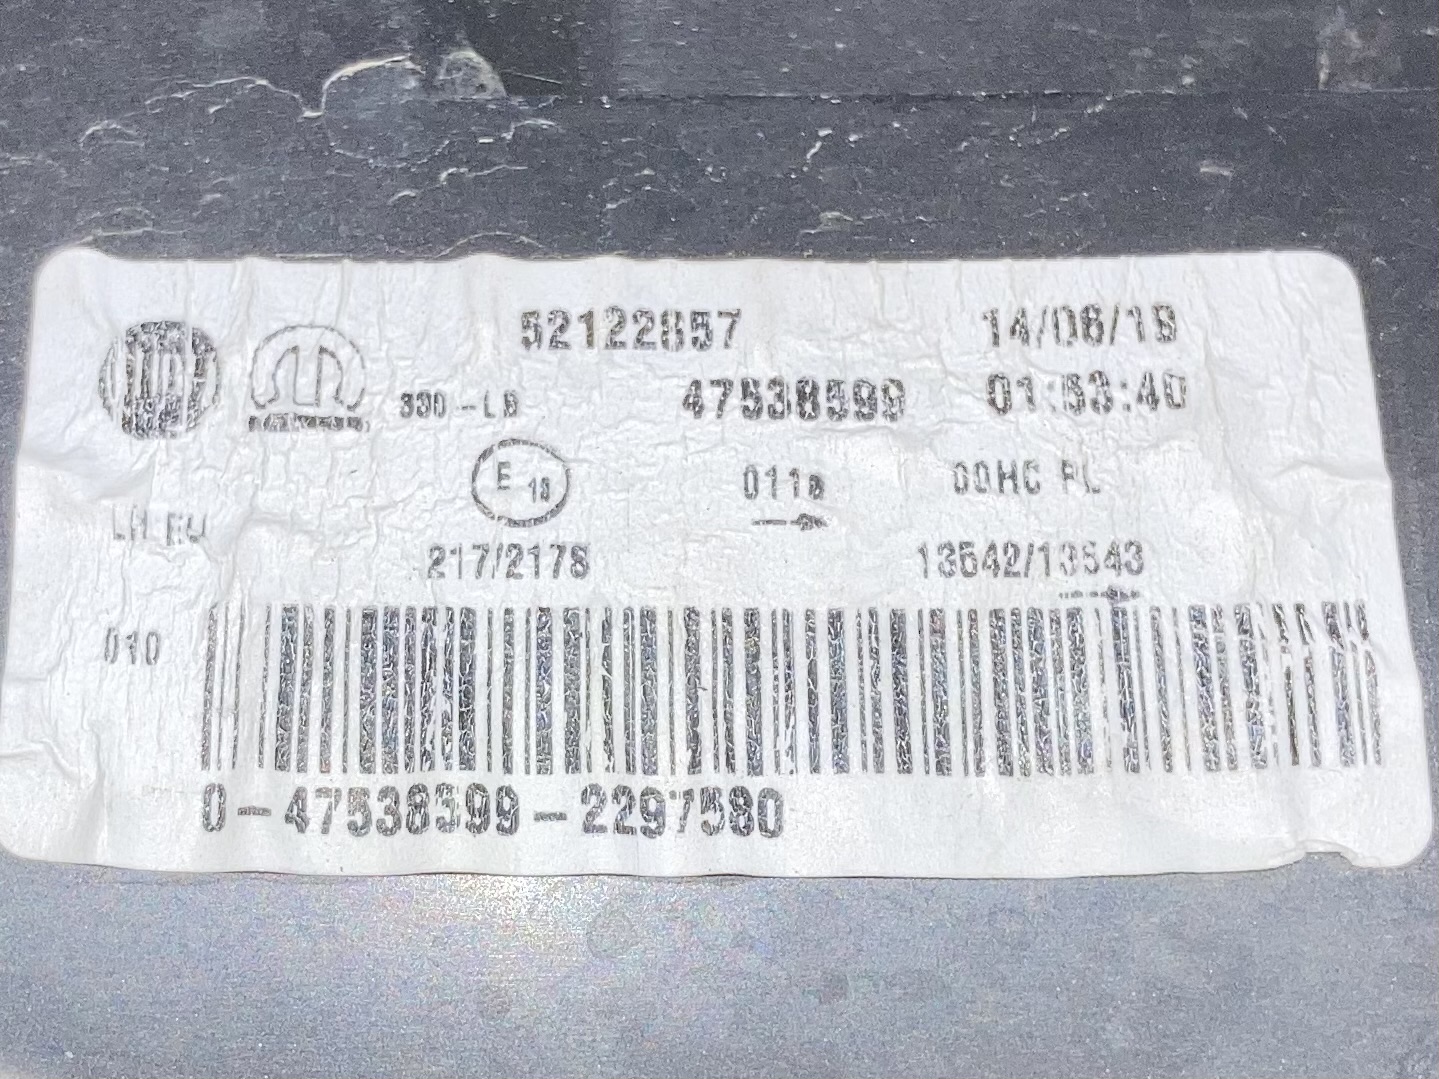 52122857 14/06/19
330-LB 47538599 01:53:40
E 13 011a 00HC PL
LH EU
217/2178 13542/13543
010
0-47538599-2297580